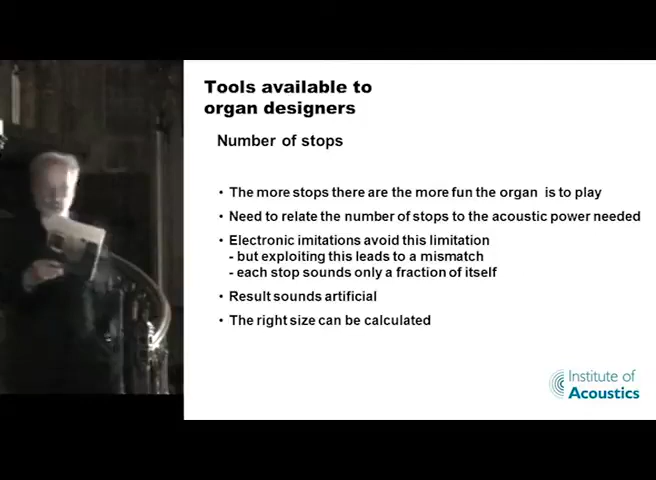 Tools available to
organ designers
Number of stops
• The more stops there are the more fun the organ is to play
• Need to relate the number of stops to the acoustic power needed
• Electronic imitations avoid this limitation
- but exploiting this leads to a mismatch
- each stop sounds only a fraction of itself
• Result sounds artificial
• The right size can be calculated
Institute of
Acoustics